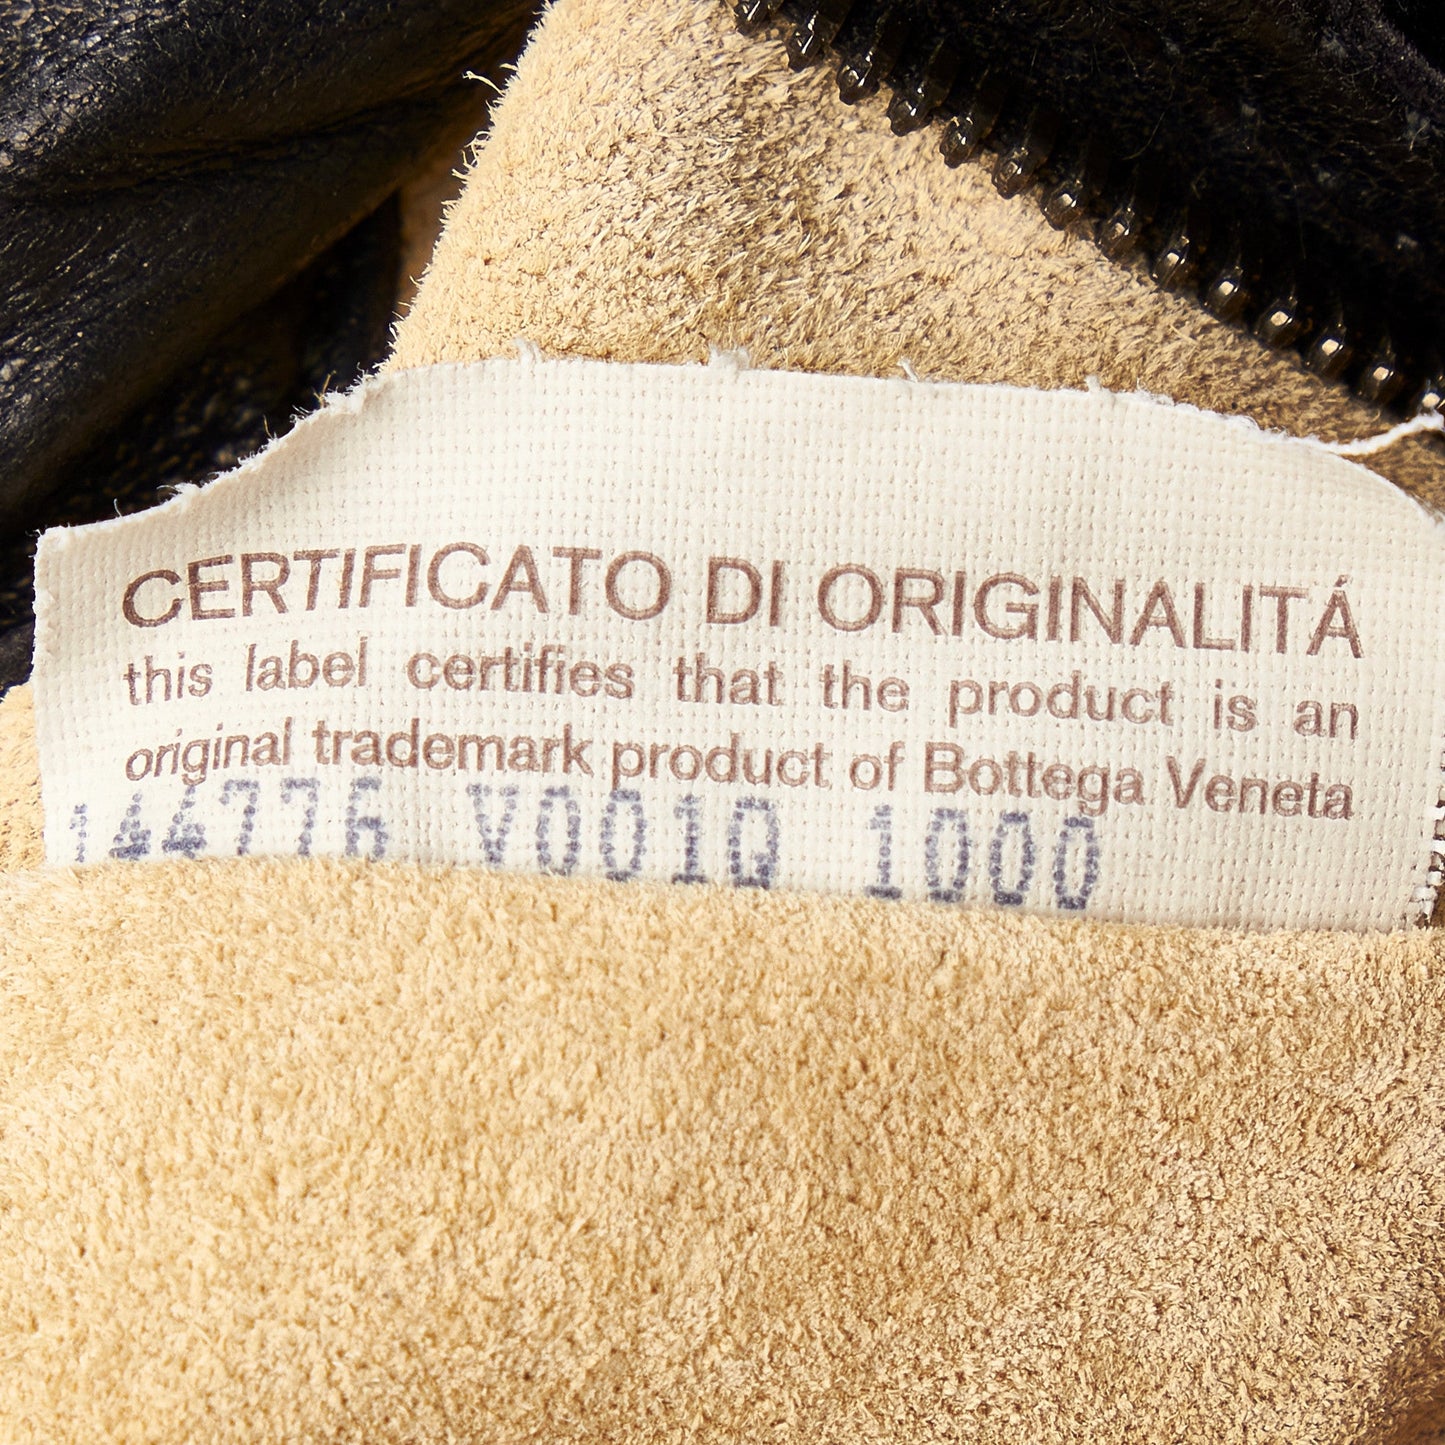 CERTIFICATO DI ORIGINALITÁ
this label certifies that the product is an
original trademark product of Bottega Veneta
144776 V001Q 1000